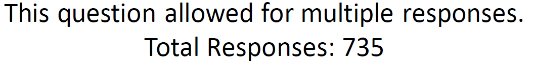 This question allowed for multiple responses.
Total Responses: 735